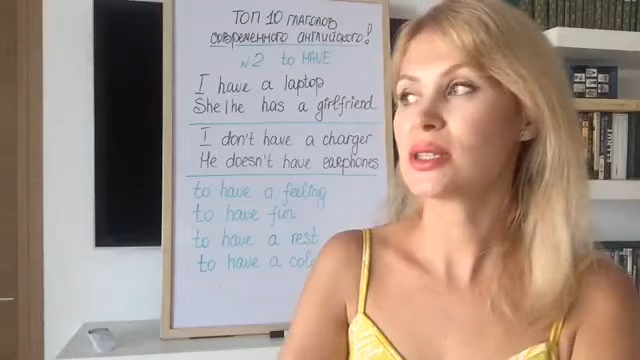 ТОП 10 ГЛАГОЛОВ
СОВРЕМЕННОГО АНГЛИЙСКОГО!
№2 to HAVE
I have a laptop
She/he has a girlfriend
I don't have a charger
He doesn't have earphones
to have a feeling
to have fun
to have a rest
to have a
ELLROY